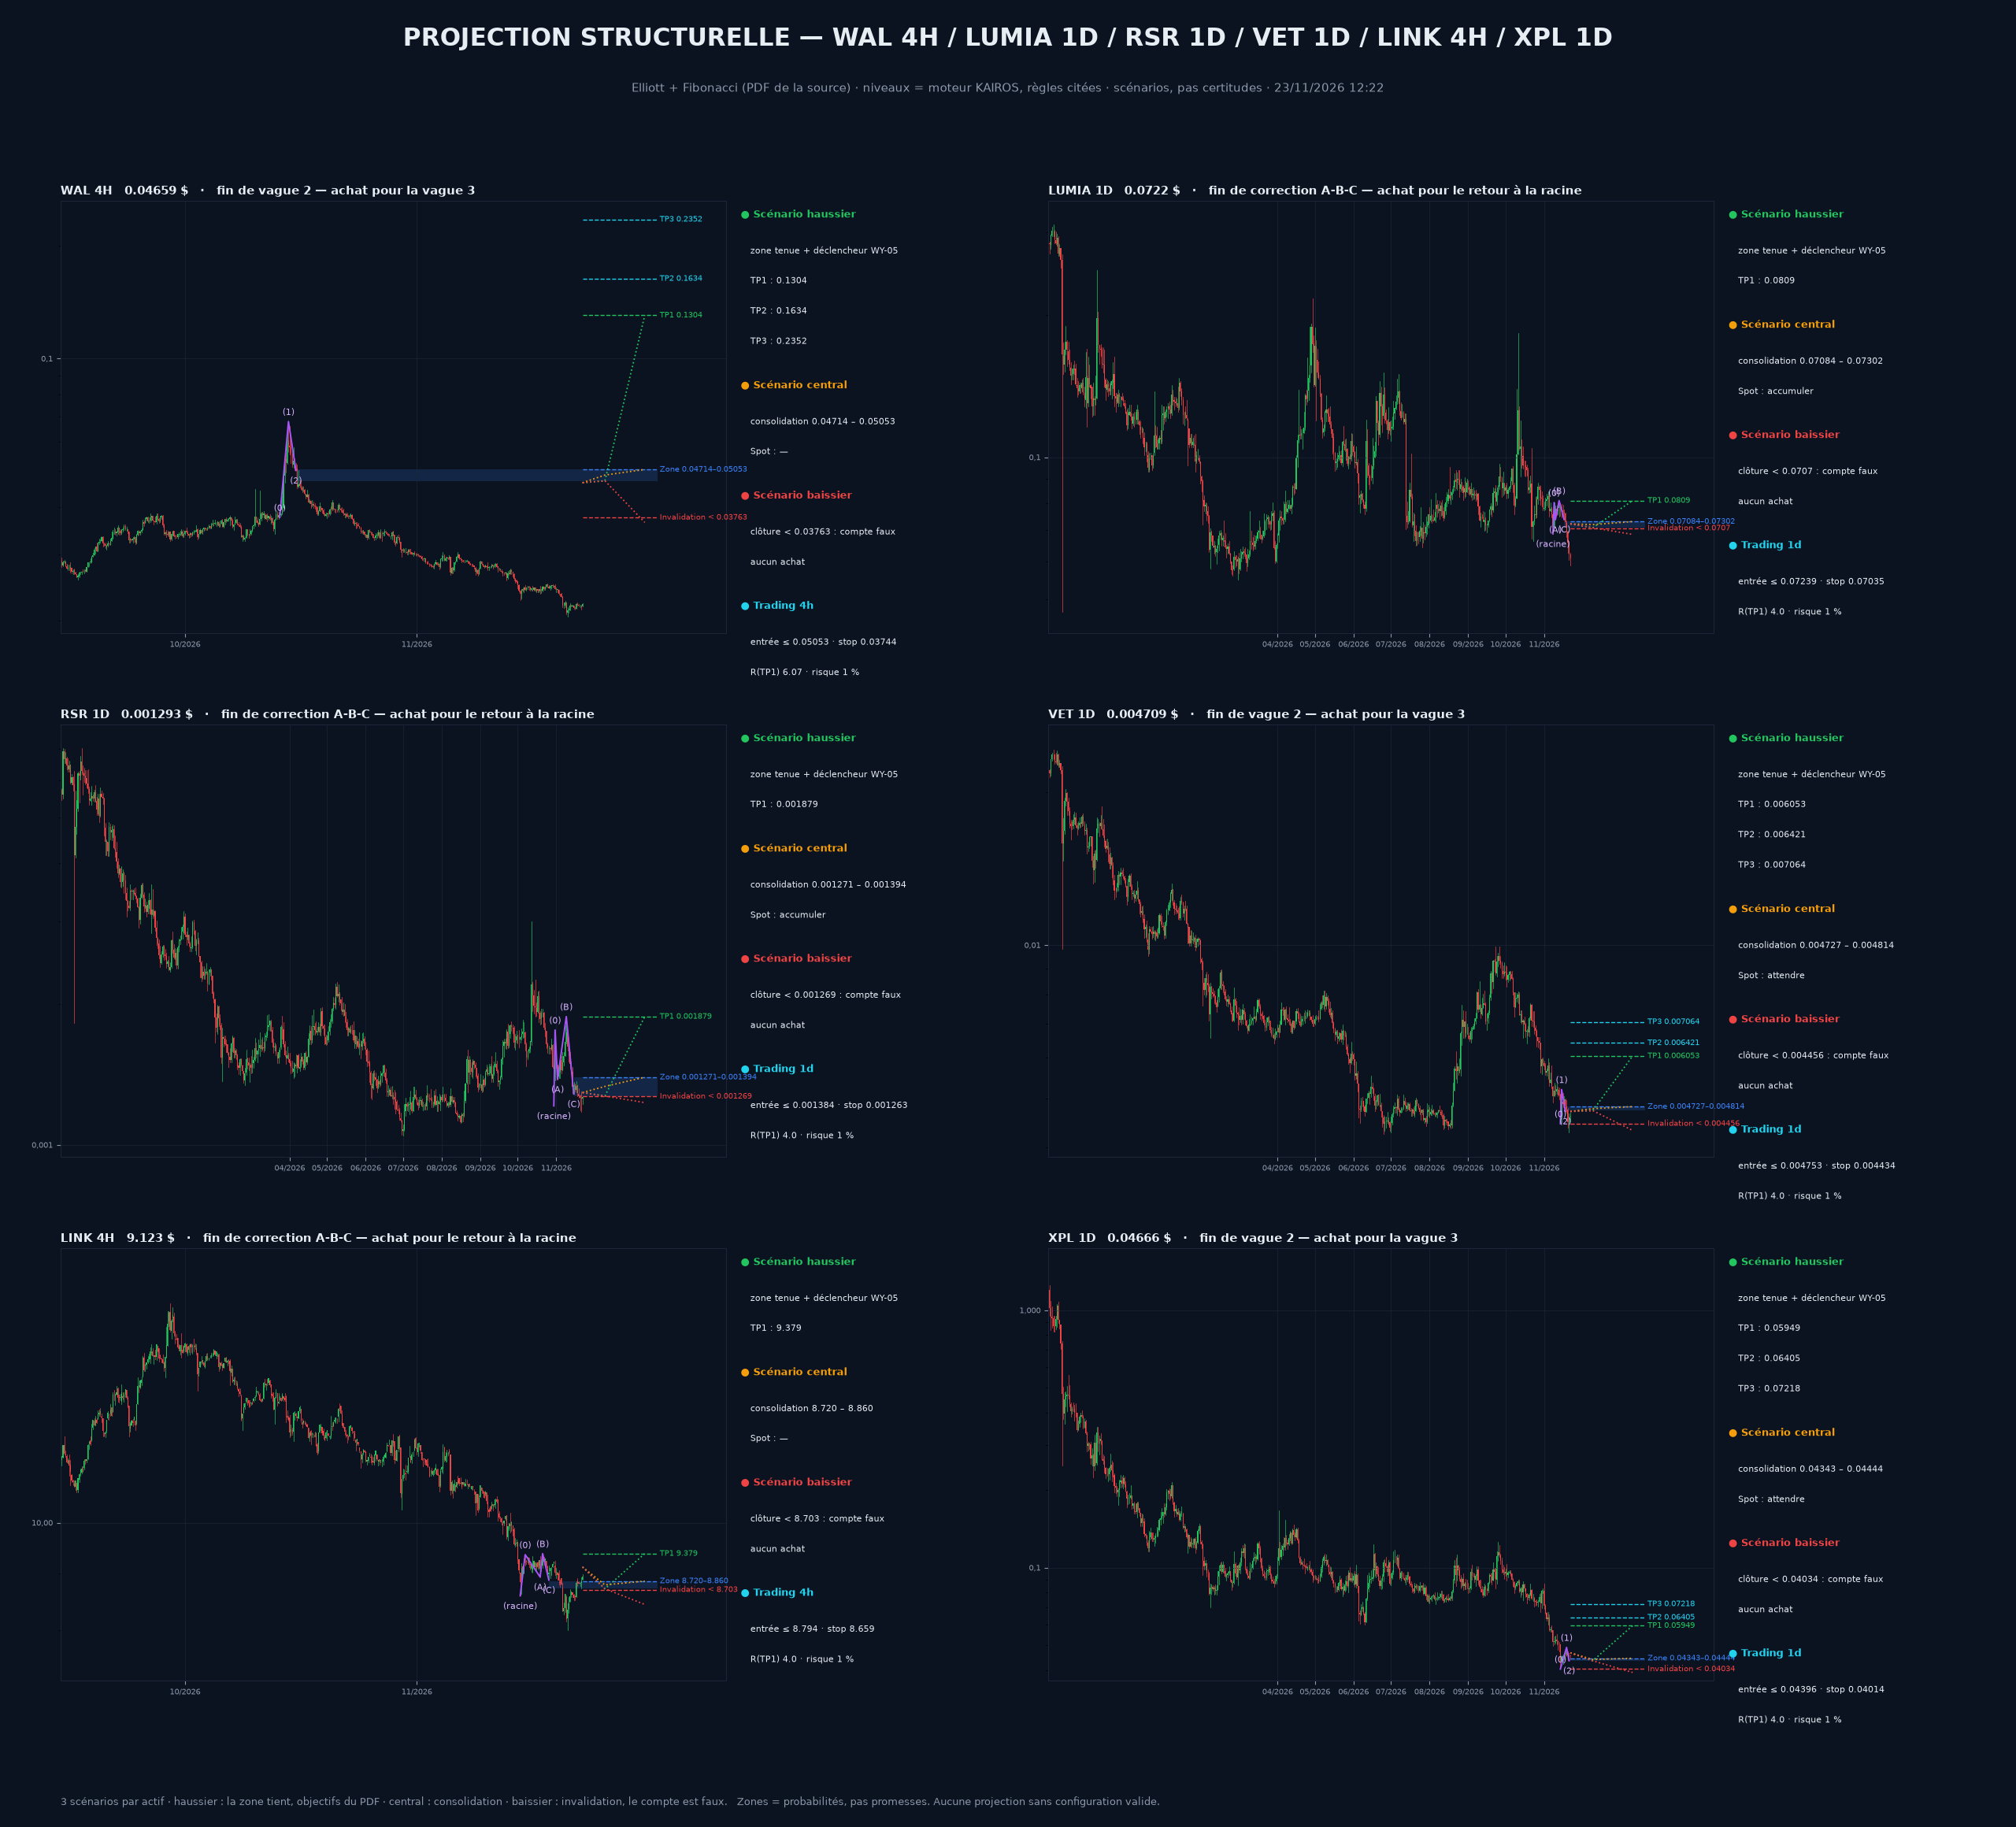 PROJECTION STRUCTURELLE — WAL 4H / LUMIA 1D / RSR 1D / VET 1D / LINK 4H / XPL 1D
Elliott + Fibonacci (PDF de la source) · niveaux = moteur KAIROS, règles citées · scénarios, pas certitudes · 23/11/2026 12:22
WAL 4H 0.04659 $ · fin de vague 2 — achat pour la vague 3
TP3 0.2352
TP2 0.1634
TP1 0.1304
0,1
(1)
(2)
(0)
Zone 0.04714–0.05053
Invalidation < 0.03763
10/2026 11/2026
Scénario haussier
zone tenue + déclencheur WY-05
TP1 : 0.1304
TP2 : 0.1634
TP3 : 0.2352
Scénario central
consolidation 0.04714 – 0.05053
Spot : —
Scénario baissier
clôture < 0.03763 : compte faux
aucun achat
Trading 4h
entrée ≤ 0.05053 · stop 0.03744
R(TP1) 6.07 · risque 1 %
LUMIA 1D 0.0722 $ · fin de correction A-B-C — achat pour le retour à la racine
0,1
(0)
(B)
(A)
(C)
(racine)
TP1 0.0809
Zone 0.07084–0.07302
Invalidation < 0.0707
04/2026 05/2026 06/2026 07/2026 08/2026 09/2026 10/2026 11/2026
Scénario haussier
zone tenue + déclencheur WY-05
TP1 : 0.0809
Scénario central
consolidation 0.07084 – 0.07302
Spot : accumuler
Scénario baissier
clôture < 0.0707 : compte faux
aucun achat
Trading 1d
entrée ≤ 0.07239 · stop 0.07035
R(TP1) 4.0 · risque 1 %
RSR 1D 0.001293 $ · fin de correction A-B-C — achat pour le retour à la racine
0,001
(B)
(0)
(A)
(C)
(racine)
TP1 0.001879
Zone 0.001271–0.001394
Invalidation < 0.001269
04/2026 05/2026 06/2026 07/2026 08/2026 09/2026 10/2026 11/2026
Scénario haussier
zone tenue + déclencheur WY-05
TP1 : 0.001879
Scénario central
consolidation 0.001271 – 0.001394
Spot : accumuler
Scénario baissier
clôture < 0.001269 : compte faux
aucun achat
Trading 1d
entrée ≤ 0.001384 · stop 0.001263
R(TP1) 4.0 · risque 1 %
VET 1D 0.004709 $ · fin de vague 2 — achat pour la vague 3
0,01
TP3 0.007064
TP2 0.006421
TP1 0.006053
(1)
(0)
(2)
Zone 0.004727–0.004814
Invalidation < 0.004456
04/2026 05/2026 06/2026 07/2026 08/2026 09/2026 10/2026 11/2026
Scénario haussier
zone tenue + déclencheur WY-05
TP1 : 0.006053
TP2 : 0.006421
TP3 : 0.007064
Scénario central
consolidation 0.004727 – 0.004814
Spot : attendre
Scénario baissier
clôture < 0.004456 : compte faux
aucun achat
Trading 1d
entrée ≤ 0.004753 · stop 0.004434
R(TP1) 4.0 · risque 1 %
LINK 4H 9.123 $ · fin de correction A-B-C — achat pour le retour à la racine
10,00
(0)
(B)
(A)
(C)
(racine)
TP1 9.379
Zone 8.720–8.860
Invalidation < 8.703
10/2026 11/2026
Scénario haussier
zone tenue + déclencheur WY-05
TP1 : 9.379
Scénario central
consolidation 8.720 – 8.860
Spot : —
Scénario baissier
clôture < 8.703 : compte faux
aucun achat
Trading 4h
entrée ≤ 8.794 · stop 8.659
R(TP1) 4.0 · risque 1 %
XPL 1D 0.04666 $ · fin de vague 2 — achat pour la vague 3
1,000
0,1
TP3 0.07218
TP2 0.06405
TP1 0.05949
(1)
(0)
(2)
Zone 0.04343–0.04444
Invalidation < 0.04034
04/2026 05/2026 06/2026 07/2026 08/2026 09/2026 10/2026 11/2026
Scénario haussier
zone tenue + déclencheur WY-05
TP1 : 0.05949
TP2 : 0.06405
TP3 : 0.07218
Scénario central
consolidation 0.04343 – 0.04444
Spot : attendre
Scénario baissier
clôture < 0.04034 : compte faux
aucun achat
Trading 1d
entrée ≤ 0.04396 · stop 0.04014
R(TP1) 4.0 · risque 1 %
3 scénarios par actif · haussier : la zone tient, objectifs du PDF · central : consolidation · baissier : invalidation, le compte est faux. Zones = probabilités, pas promesses. Aucune projection sans configuration valide.